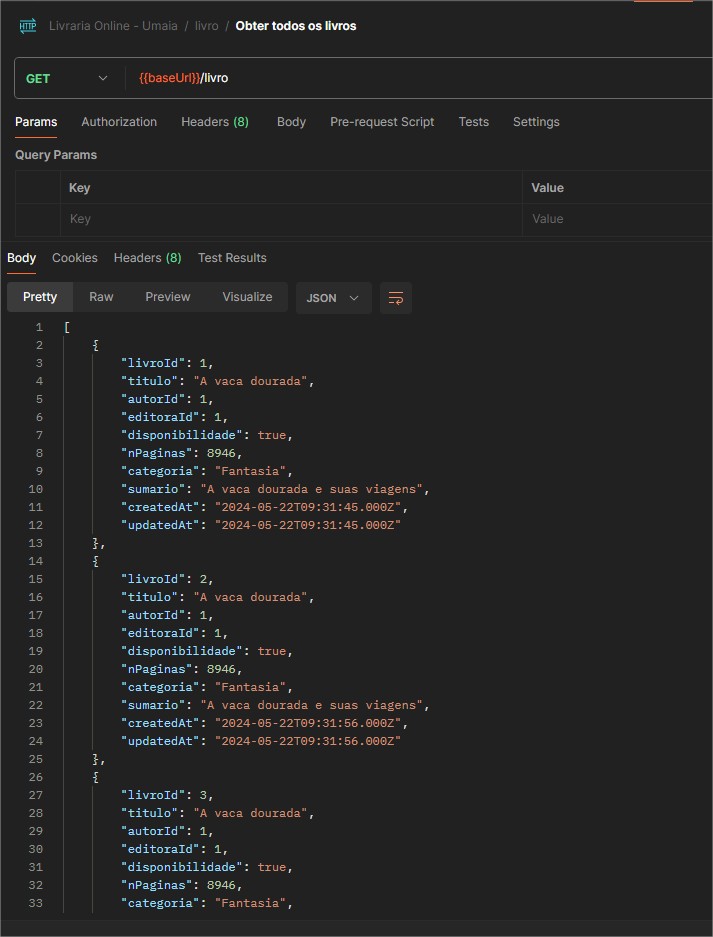 HTTP Livraria Online - Umaia / livro / Obter todos os livros
GET {{baseUrl}}/livro
Params Authorization Headers (8) Body Pre-request Script Tests Settings
Query Params
Key Value
Key Value
Body Cookies Headers (8) Test Results
Pretty Raw Preview Visualize JSON
1 [
2 {
3 "livroId": 1,
4 "titulo": "A vaca dourada",
5 "autorId": 1,
6 "editoraId": 1,
7 "disponibilidade": true,
8 "nPaginas": 8946,
9 "categoria": "Fantasia",
10 "sumario": "A vaca dourada e suas viagens",
11 "createdAt": "2024-05-22T09:31:45.000Z",
12 "updatedAt": "2024-05-22T09:31:45.000Z"
13 },
14 {
15 "livroId": 2,
16 "titulo": "A vaca dourada",
17 "autorId": 1,
18 "editoraId": 1,
19 "disponibilidade": true,
20 "nPaginas": 8946,
21 "categoria": "Fantasia",
22 "sumario": "A vaca dourada e suas viagens",
23 "createdAt": "2024-05-22T09:31:56.000Z",
24 "updatedAt": "2024-05-22T09:31:56.000Z"
25 },
26 {
27 "livroId": 3,
28 "titulo": "A vaca dourada",
29 "autorId": 1,
30 "editoraId": 1,
31 "disponibilidade": true,
32 "nPaginas": 8946,
33 "categoria": "Fantasia",